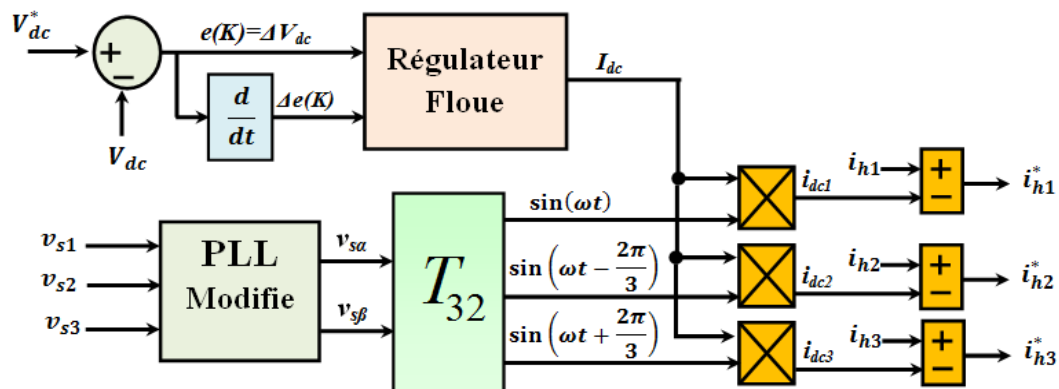 V*dc
+
−
Vdc
e(K)=ΔVdc
d
dt
Δe(K)
Régulateur
Floue
Idc
vs1
vs2
vs3
PLL
Modifie
vsα
vsβ
T32
sin(ωt)
sin(ωt − 2π/3)
sin(ωt + 2π/3)
idc1
ih1
+
−
i*h1
idc2
ih2
+
−
i*h2
idc3
ih3
+
−
i*h3